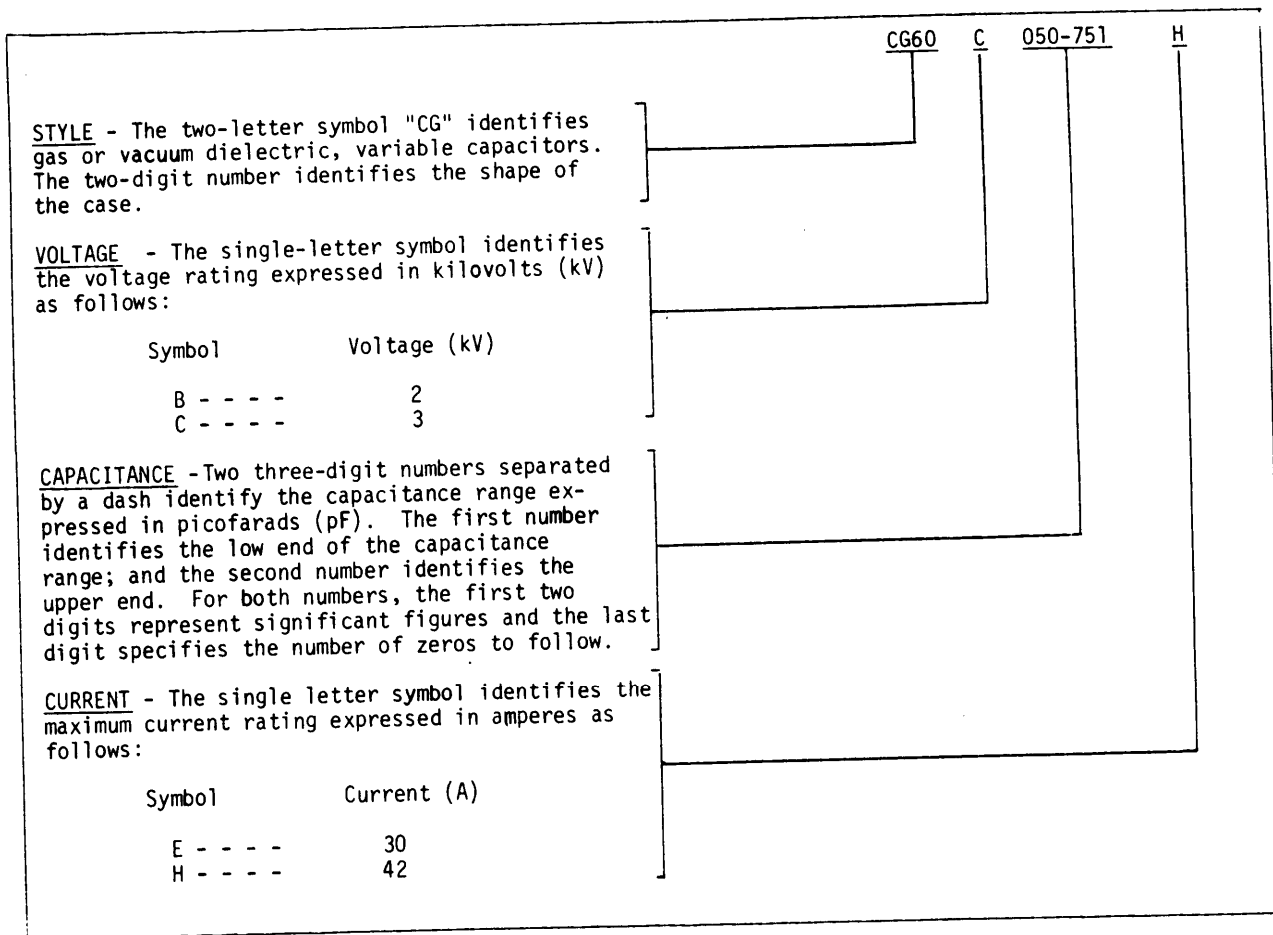 CG60 C 050-751 H
STYLE - The two-letter symbol "CG" identifies
gas or vacuum dielectric, variable capacitors.
The two-digit number identifies the shape of
the case.
VOLTAGE - The single-letter symbol identifies
the voltage rating expressed in kilovolts (kV)
as follows:
Symbol Voltage (kV)
B - - - - 2
C - - - - 3
CAPACITANCE -Two three-digit numbers separated
by a dash identify the capacitance range ex-
pressed in picofarads (pF). The first number
identifies the low end of the capacitance
range; and the second number identifies the
upper end. For both numbers, the first two
digits represent significant figures and the last
digit specifies the number of zeros to follow.
CURRENT - The single letter symbol identifies the
maximum current rating expressed in amperes as
follows:
Symbol Current (A)
E - - - - 30
H - - - - 42